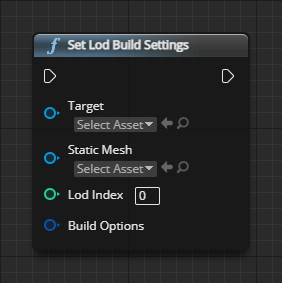 Set Lod Build Settings
Target
Select Asset
Static Mesh
Select Asset
Lod Index 0
Build Options